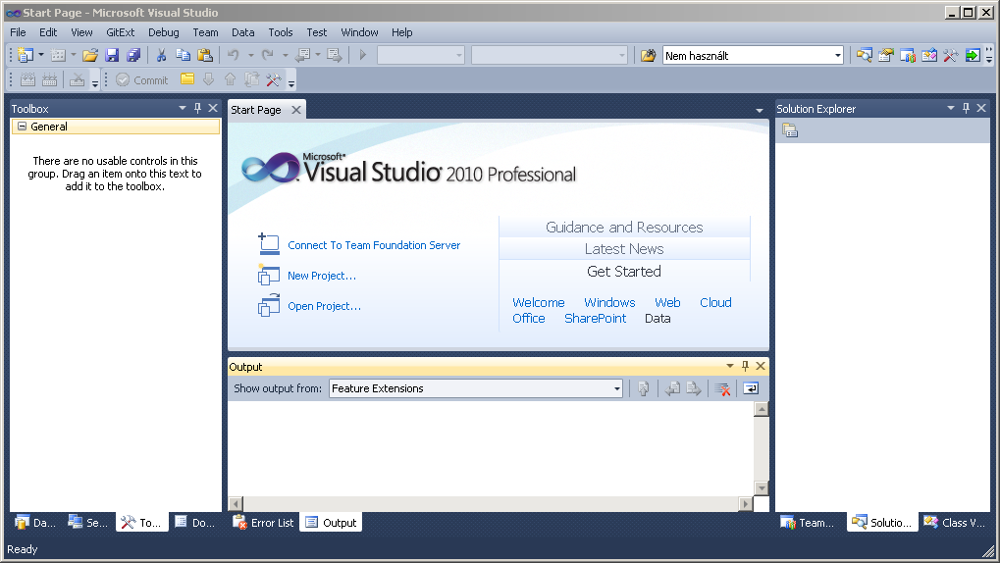 Start Page - Microsoft Visual Studio
File Edit View GitExt Debug Team Data Tools Test Window Help
Nem használt
Commit
Toolbox
General
There are no usable controls in this
group. Drag an item onto this text to
add it to the toolbox.
Start Page
Microsoft®
Visual Studio® 2010 Professional
Connect To Team Foundation Server
New Project...
Open Project...
Guidance and Resources
Latest News
Get Started
Welcome Windows Web Cloud
Office SharePoint Data
Output
Show output from: Feature Extensions
Solution Explorer
Da... Se... To... Do... Error List Output Team... Solutio... Class V...
Ready